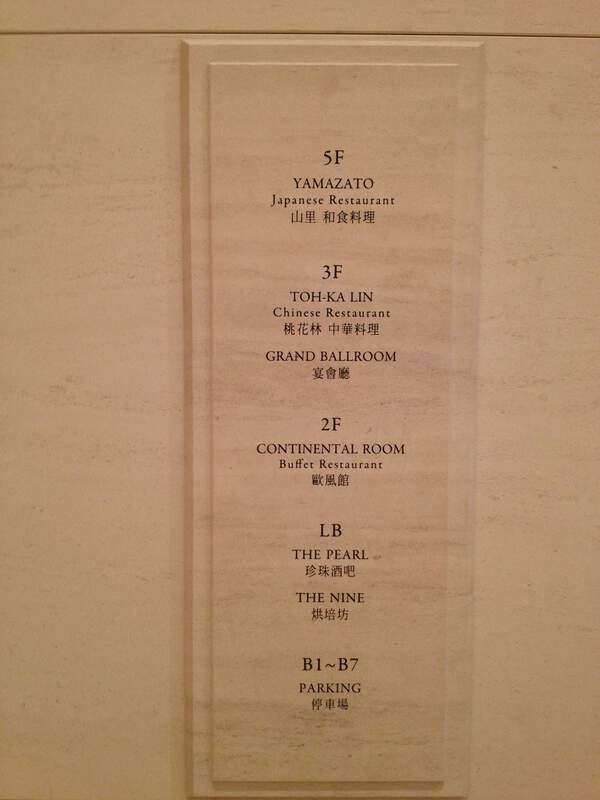 5F
YAMAZATO
Japanese Restaurant
山里 和食料理
3F
TOH-KA LIN
Chinese Restaurant
桃花林 中華料理
GRAND BALLROOM
宴會廳
2F
CONTINENTAL ROOM
Buffet Restaurant
歐風館
LB
THE PEARL
珍珠酒吧
THE NINE
烘培坊
B1~B7
PARKING
停車場